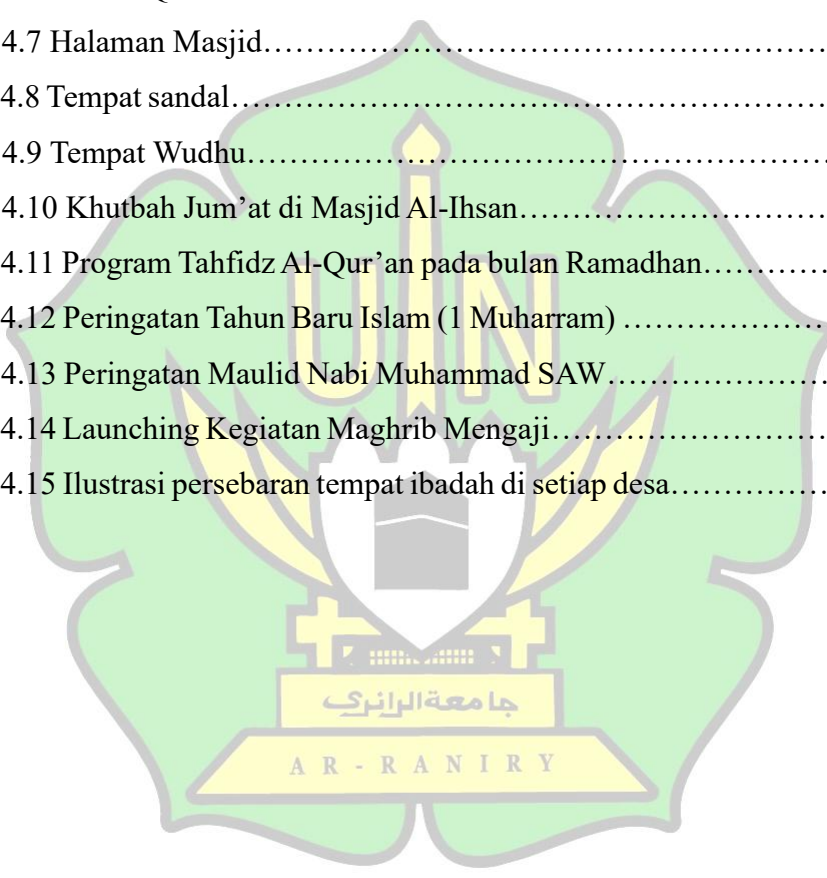 4.7 Halaman Masjid……………………………………………………
4.8 Tempat sandal………………………………………………………
4.9 Tempat Wudhu………………………………………………………
4.10 Khutbah Jum’at di Masjid Al-Ihsan………………………………
4.11 Program Tahfidz Al-Qur’an pada bulan Ramadhan……………
4.12 Peringatan Tahun Baru Islam (1 Muharram) …………………
4.13 Peringatan Maulid Nabi Muhammad SAW……………………
4.14 Launching Kegiatan Maghrib Mengaji…………………………
4.15 Ilustrasi persebaran tempat ibadah di setiap desa……………
UIN
جامعةالرانري
AR-RANIRY